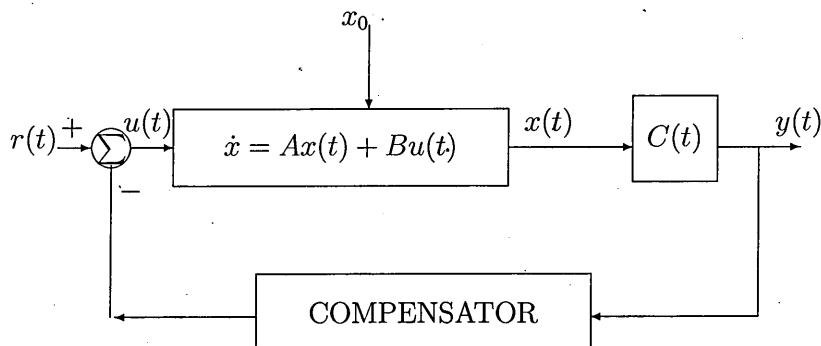 x₀
r(t) + Σ u(t) ẋ = Ax(t) + Bu(t) x(t) C(t) y(t)
−
COMPENSATOR